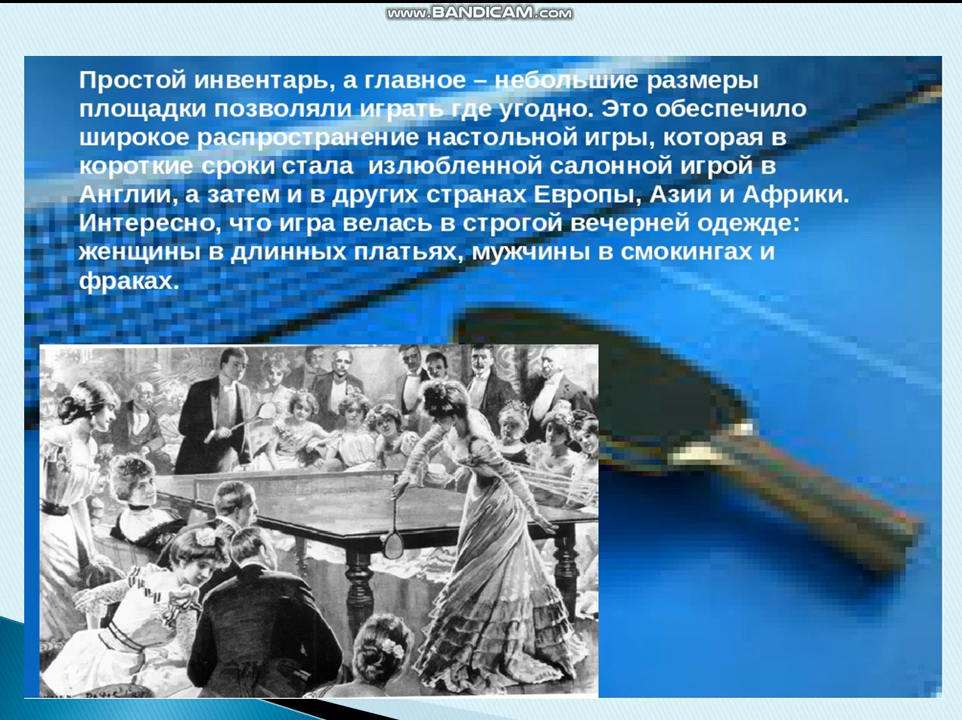 www.BANDICAM.com
Простой инвентарь, а главное – небольшие размеры
площадки позволяли играть где угодно. Это обеспечило
широкое распространение настольной игры, которая в
короткие сроки стала излюбленной салонной игрой в
Англии, а затем и в других странах Европы, Азии и Африки.
Интересно, что игра велась в строгой вечерней одежде:
женщины в длинных платьях, мужчины в смокингах и
фраках.